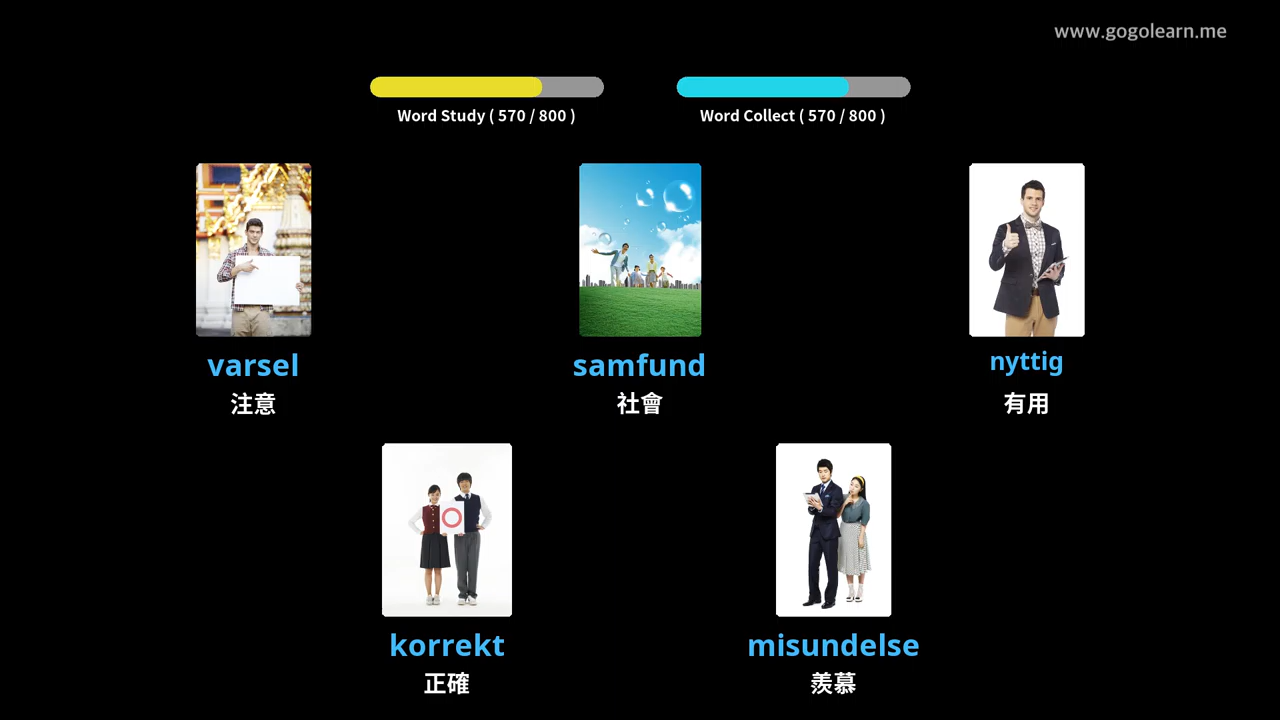 www.gogolearn.me
Word Study ( 570 / 800 )
Word Collect ( 570 / 800 )
varsel
注意
samfund
社會
nyttig
有用
korrekt
正確
misundelse
羨慕